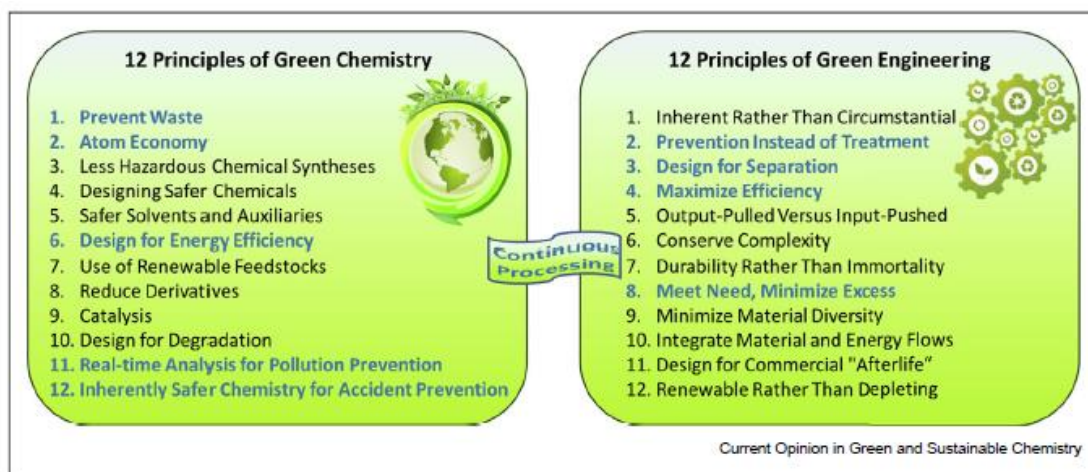 12 Principles of Green Chemistry
1. Prevent Waste
2. Atom Economy
3. Less Hazardous Chemical Syntheses
4. Designing Safer Chemicals
5. Safer Solvents and Auxiliaries
6. Design for Energy Efficiency
7. Use of Renewable Feedstocks
8. Reduce Derivatives
9. Catalysis
10. Design for Degradation
11. Real-time Analysis for Pollution Prevention
12. Inherently Safer Chemistry for Accident Prevention
Continuous
Processing
12 Principles of Green Engineering
1. Inherent Rather Than Circumstantial
2. Prevention Instead of Treatment
3. Design for Separation
4. Maximize Efficiency
5. Output-Pulled Versus Input-Pushed
6. Conserve Complexity
7. Durability Rather Than Immortality
8. Meet Need, Minimize Excess
9. Minimize Material Diversity
10. Integrate Material and Energy Flows
11. Design for Commercial "Afterlife“
12. Renewable Rather Than Depleting
Current Opinion in Green and Sustainable Chemistry